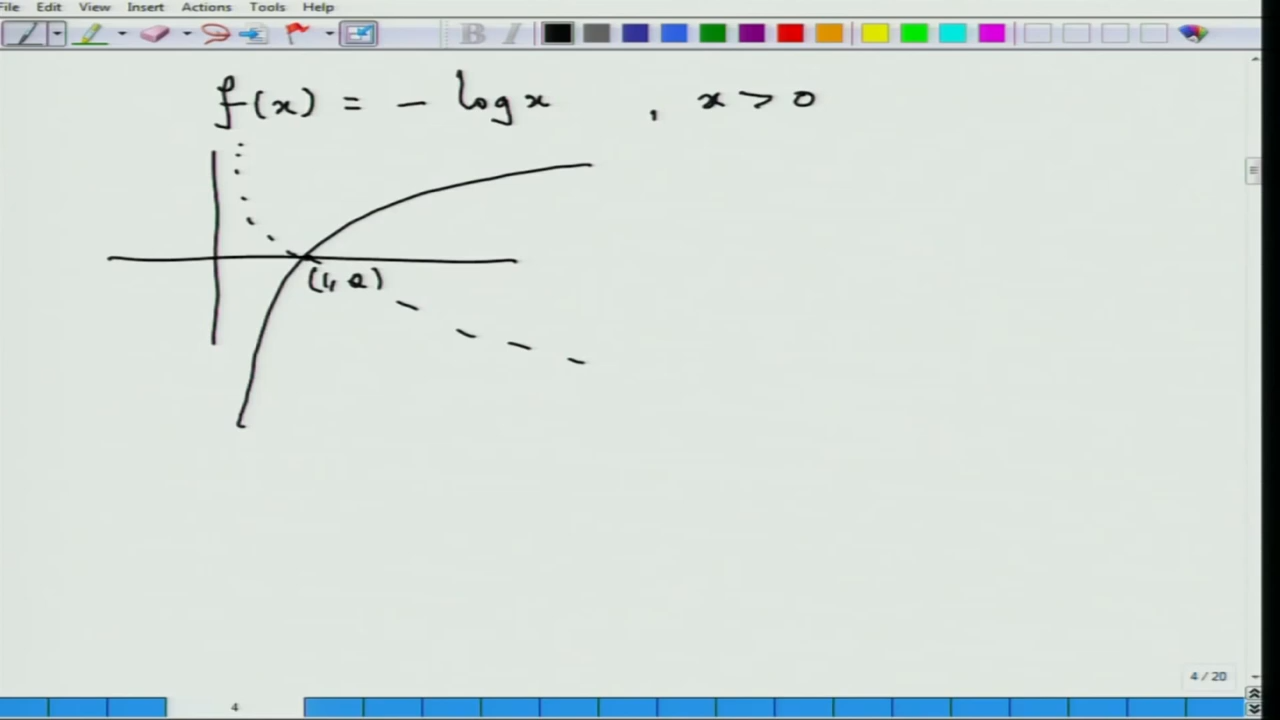 File Edit View Insert Actions Tools Help
B I
f(x) = - log x , x > 0
(1, 0)
4 / 20
4